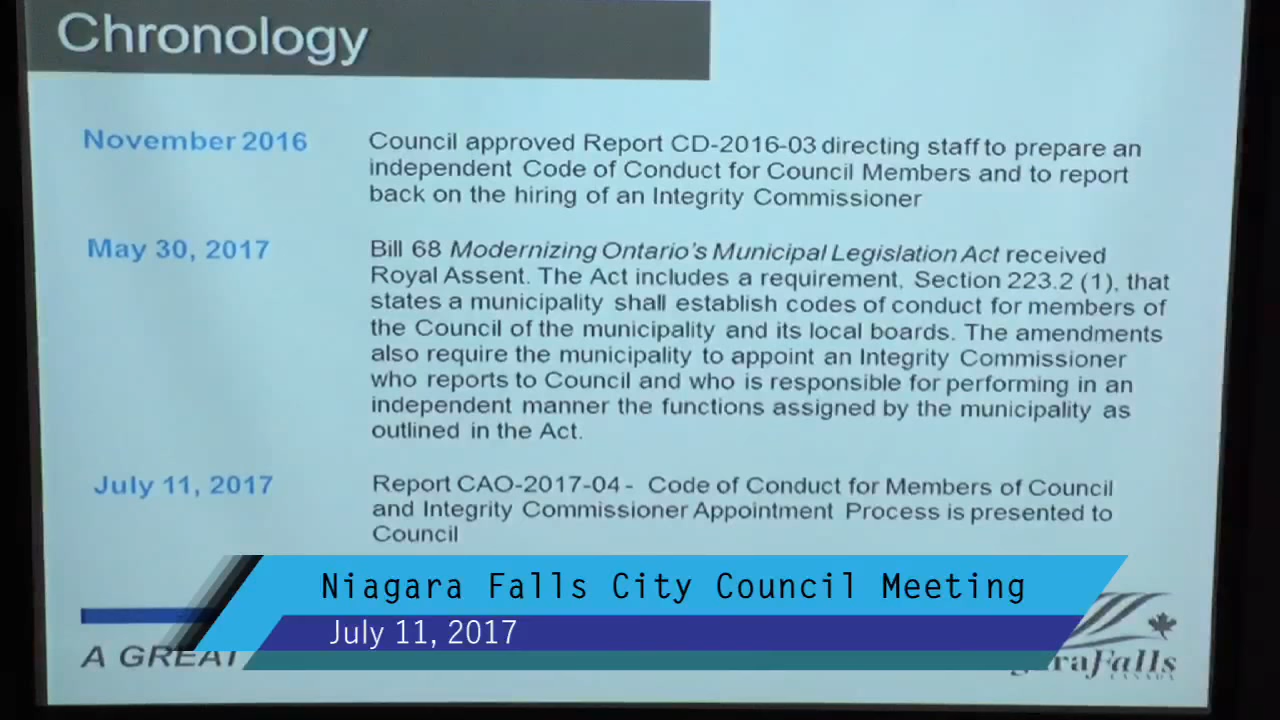 Chronology
November 2016
Council approved Report CD-2016-03 directing staff to prepare an
independent Code of Conduct for Council Members and to report
back on the hiring of an Integrity Commissioner
May 30, 2017
Bill 68 Modernizing Ontario's Municipal Legislation Act received
Royal Assent. The Act includes a requirement, Section 223.2 (1), that
states a municipality shall establish codes of conduct for members of
the Council of the municipality and its local boards. The amendments
also require the municipality to appoint an Integrity Commissioner
who reports to Council and who is responsible for performing in an
independent manner the functions assigned by the municipality as
outlined in the Act.
July 11, 2017
Report CAO-2017-04 - Code of Conduct for Members of Council
and Integrity Commissioner Appointment Process is presented to
Council
Niagara Falls City Council Meeting
July 11, 2017
A GREAT
Falls
CANADA